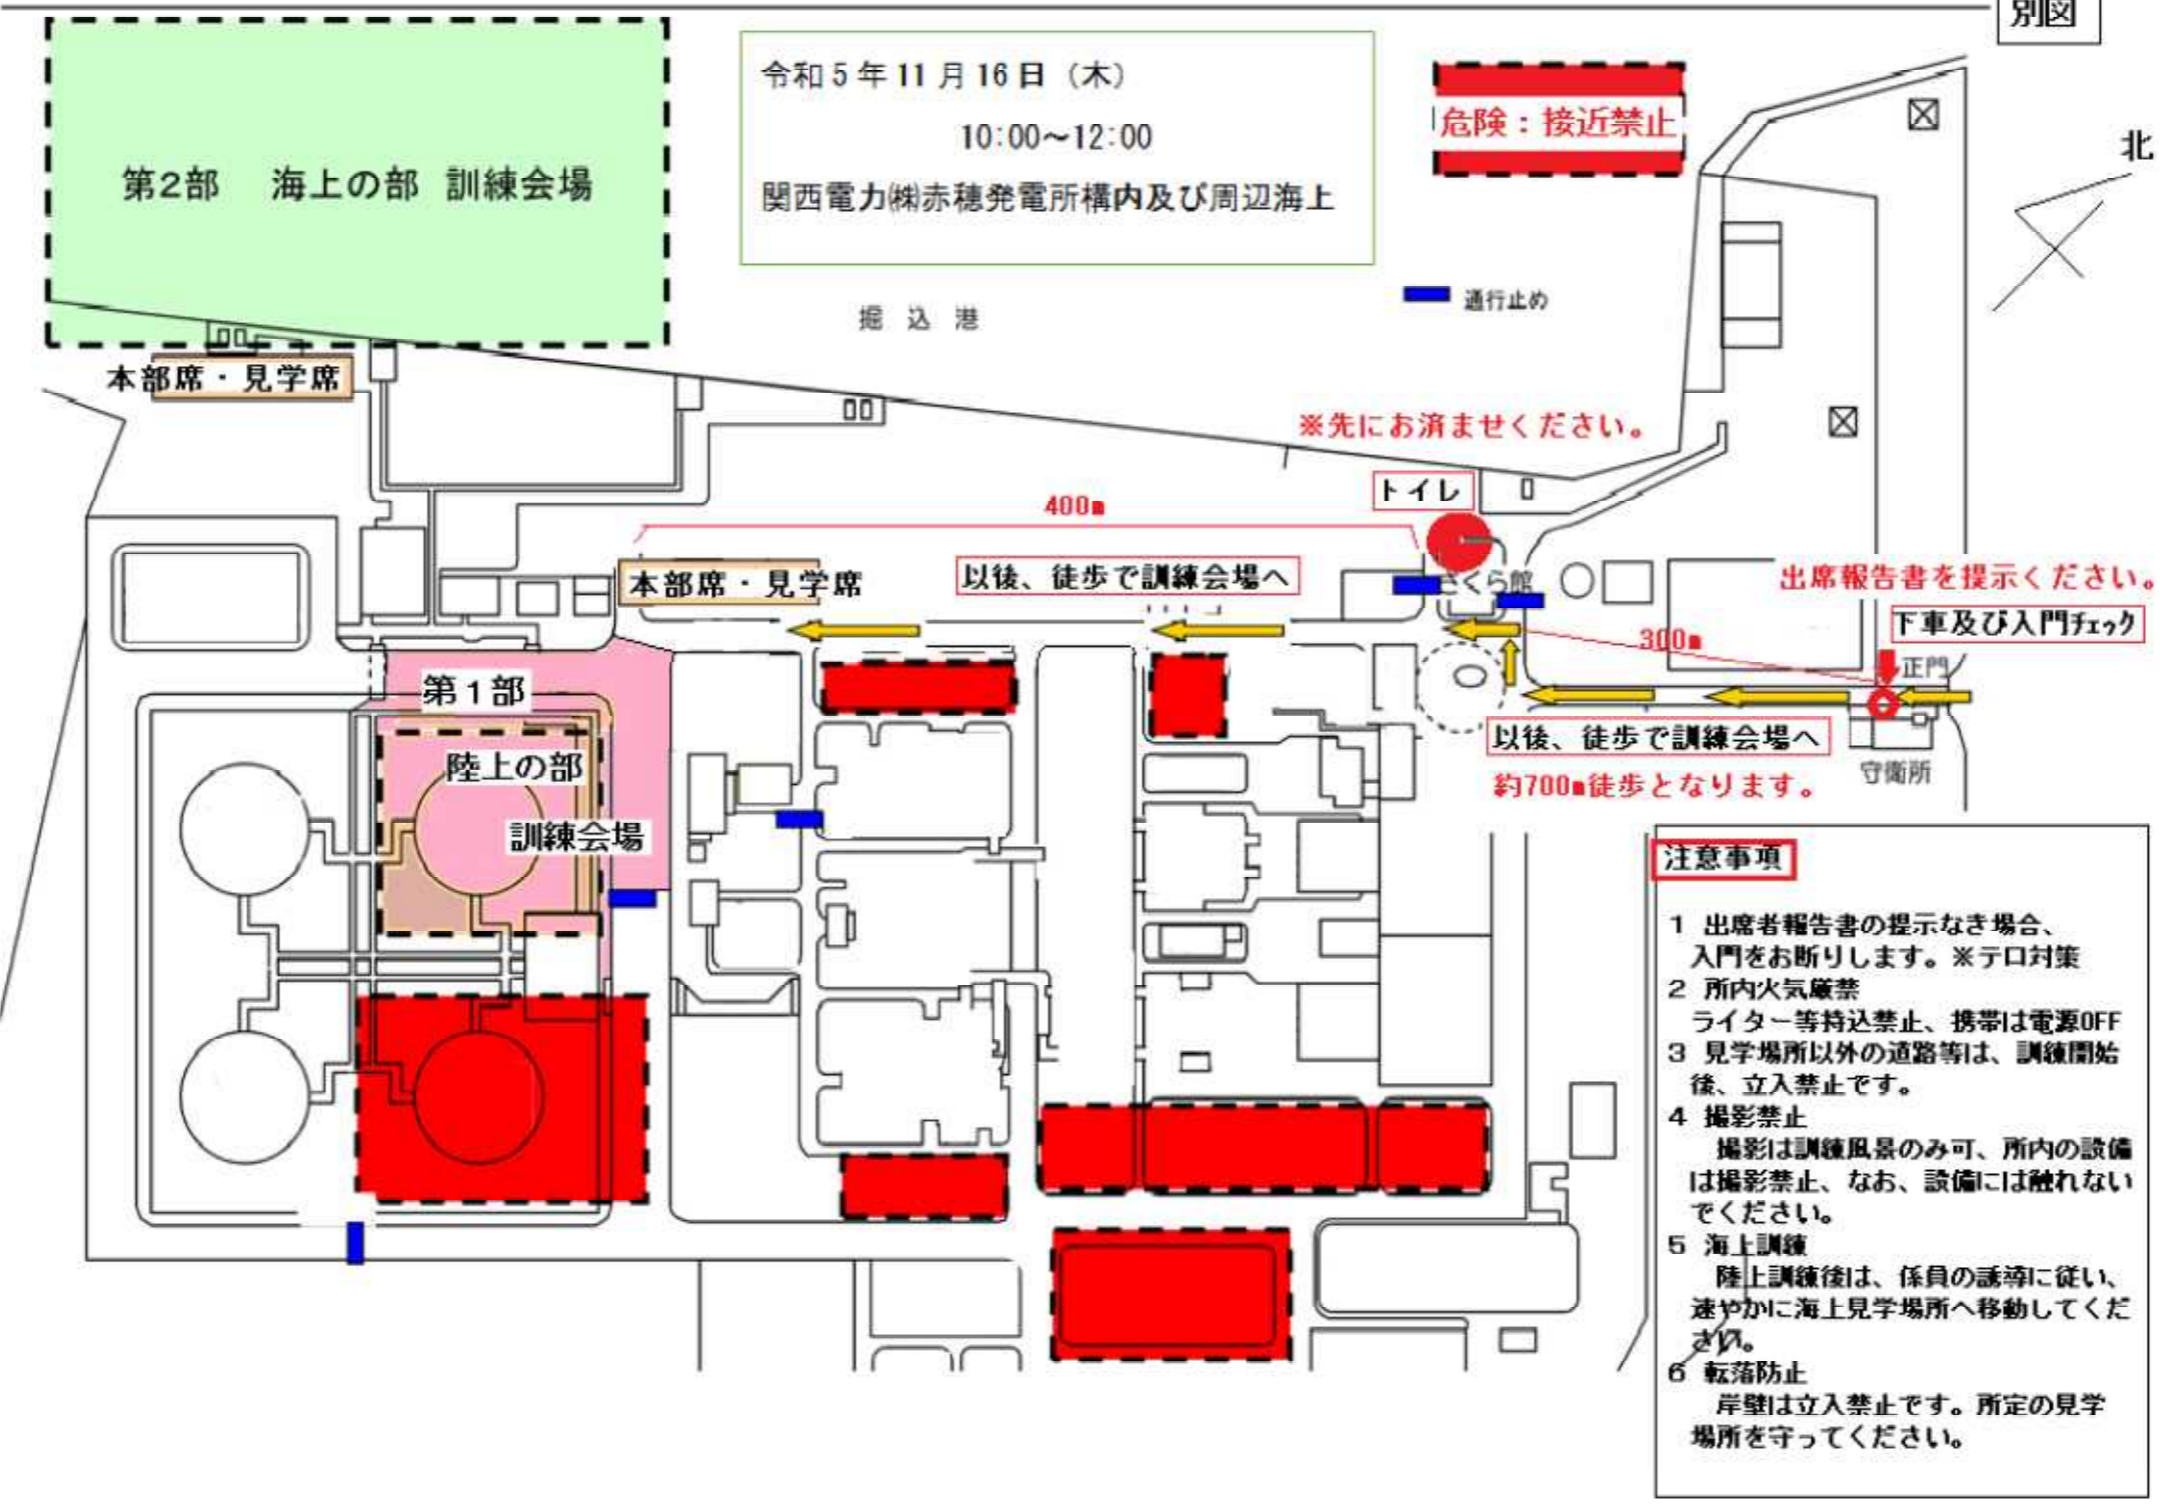 別図
令和5年11月16日（木）
10:00～12:00
関西電力㈱赤穂発電所構内及び周辺海上
危険：接近禁止
北
第2部　海上の部 訓練会場
掘 込 港
通行止め
本部席・見学席
※先にお済ませください。
トイレ
400m
本部席・見学席
以後、徒歩で訓練会場へ
さくら館
出席報告書を提示ください。
下車及び入門チェック
300m
正門
第1部
陸上の部
訓練会場
以後、徒歩で訓練会場へ
約700m徒歩となります。
守衛所
注意事項
1 出席者報告書の提示なき場合、
入門をお断りします。※テロ対策
2 所内火気厳禁
ライター等持込禁止、携帯は電源OFF
3 見学場所以外の道路等は、訓練開始
後、立入禁止です。
4 撮影禁止
撮影は訓練風景のみ可、所内の設備
は撮影禁止、なお、設備には触れない
でください。
5 海上訓練
陸上訓練後は、係員の誘導に従い、
速やかに海上見学場所へ移動してくだ
さい。
6 転落防止
岸壁は立入禁止です。所定の見学
場所を守ってください。